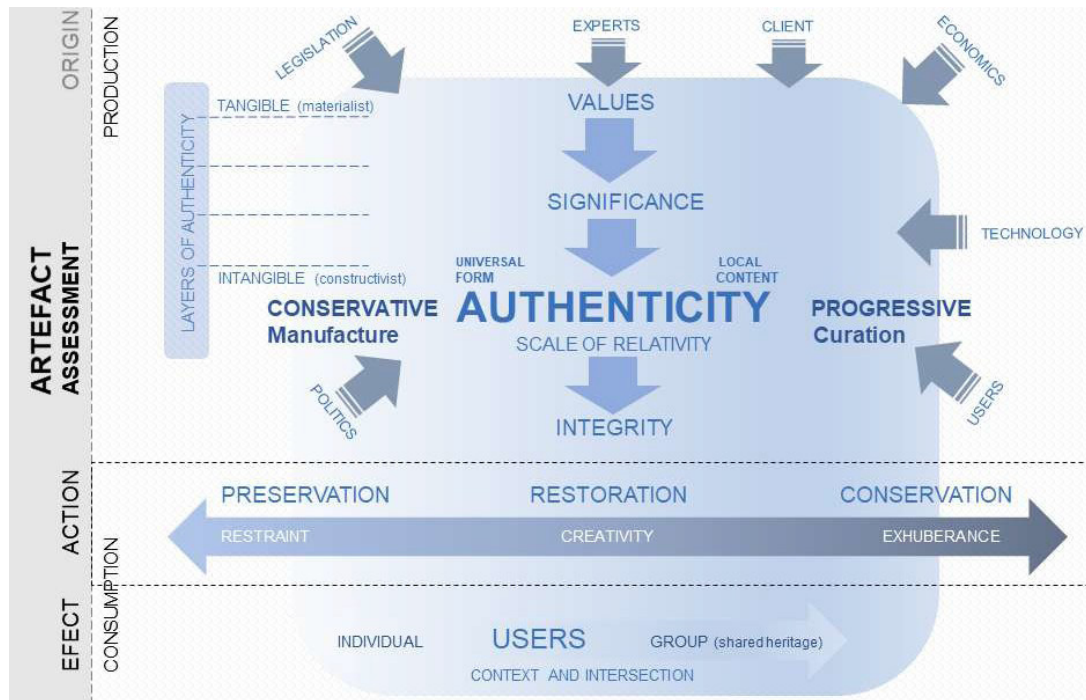 ORIGIN
PRODUCTION
LEGISLATION
EXPERTS
CLIENT
ECONOMICS
LAYERS OF AUTHENTICITY
TANGIBLE (materialist)
VALUES
SIGNIFICANCE
TECHNOLOGY
INTANGIBLE (constructivist)
UNIVERSAL
FORM
LOCAL
CONTENT
ARTEFACT
ASSESSMENT
CONSERVATIVE
Manufacture
AUTHENTICITY
PROGRESSIVE
Curation
SCALE OF RELATIVITY
POLITICS
USERS
INTEGRITY
ACTION
PRESERVATION
RESTORATION
CONSERVATION
RESTRAINT
CREATIVITY
EXHUBERANCE
EFFECT
CONSUMPTION
INDIVIDUAL
USERS
GROUP (shared heritage)
CONTEXT AND INTERSECTION